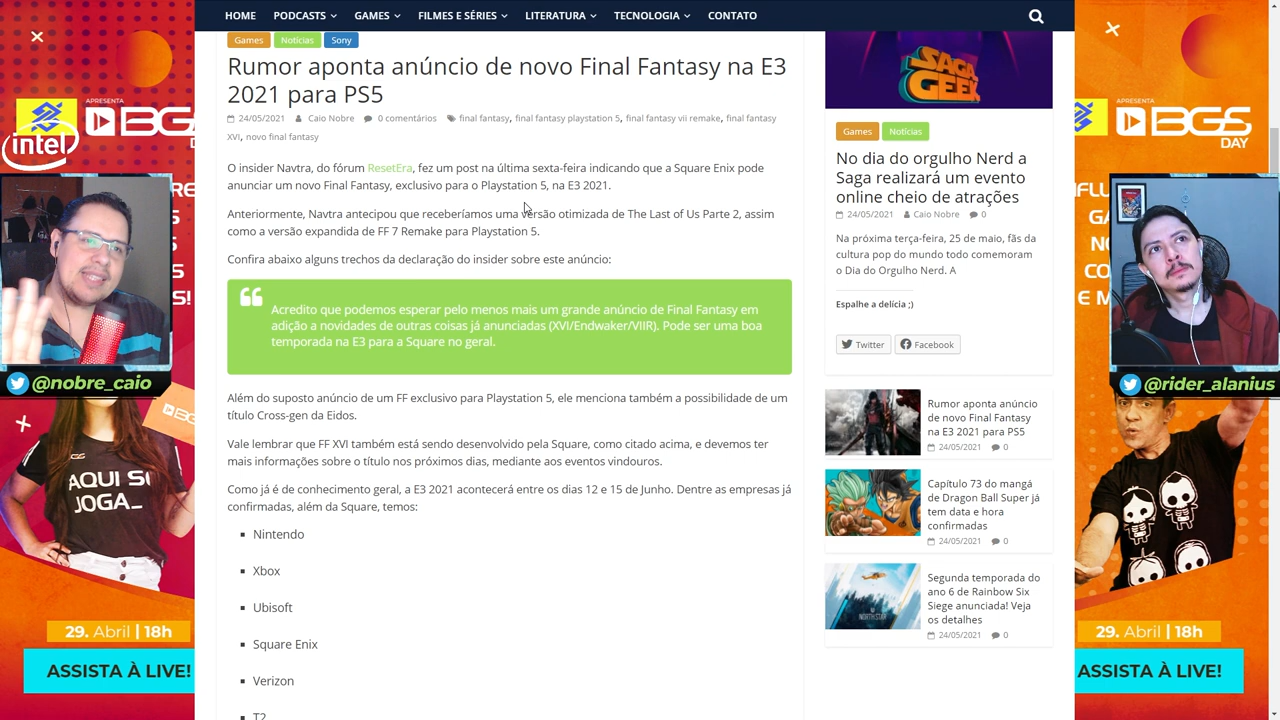 HOME PODCASTS GAMES FILMES E SÉRIES LITERATURA TECNOLOGIA CONTATO
Games Notícias Sony
Rumor aponta anúncio de novo Final Fantasy na E3
2021 para PS5
24/05/2021 Caio Nobre 0 comentários final fantasy, final fantasy playstation 5, final fantasy vii remake, final fantasy
XVI, novo final fantasy
O insider Navtra, do fórum ResetEra, fez um post na última sexta-feira indicando que a Square Enix pode
anunciar um novo Final Fantasy, exclusivo para o Playstation 5, na E3 2021.
Anteriormente, Navtra antecipou que receberíamos uma versão otimizada de The Last of Us Parte 2, assim
como a versão expandida de FF 7 Remake para Playstation 5.
Confira abaixo alguns trechos da declaração do insider sobre este anúncio:
Acredito que podemos esperar pelo menos mais um grande anúncio de Final Fantasy em
adição a novidades de outras coisas já anunciadas (XVI/Endwaker/VIIR). Pode ser uma boa
temporada na E3 para a Square no geral.
Além do suposto anúncio de um FF exclusivo para Playstation 5, ele menciona também a possibilidade de um
título Cross-gen da Eidos.
Vale lembrar que FF XVI também está sendo desenvolvido pela Square, como citado acima, e devemos ter
mais informações sobre o título nos próximos dias, mediante aos eventos vindouros.
Como já é de conhecimento geral, a E3 2021 acontecerá entre os dias 12 e 15 de Junho. Dentre as empresas já
confirmadas, além da Square, temos:
Nintendo
Xbox
Ubisoft
Square Enix
Verizon
T2
SAGA
GEEK
Games Notícias
No dia do orgulho Nerd a
Saga realizará um evento
online cheio de atrações
24/05/2021 Caio Nobre 0
Na próxima terça-feira, 25 de maio, fãs da
cultura pop do mundo todo comemoram
o Dia do Orgulho Nerd. A
Espalhe a delícia ;)
Twitter Facebook
Rumor aponta anúncio
de novo Final Fantasy
na E3 2021 para PS5
24/05/2021 0
Capítulo 73 do mangá
de Dragon Ball Super já
tem data e hora
confirmadas
24/05/2021 0
NORTH STAR
Segunda temporada do
ano 6 de Rainbow Six
Siege anunciada! Veja
os detalhes
24/05/2021 0
APRESENTA
BGS
intel
@nobre_caio
BGS
AQUI SÓ
JOGA_
29. Abril | 18h
ASSISTA À LIVE!
APRESENTA
BGS
DAY
@rider_alanius
29. Abril | 18h
ASSISTA À LIVE!